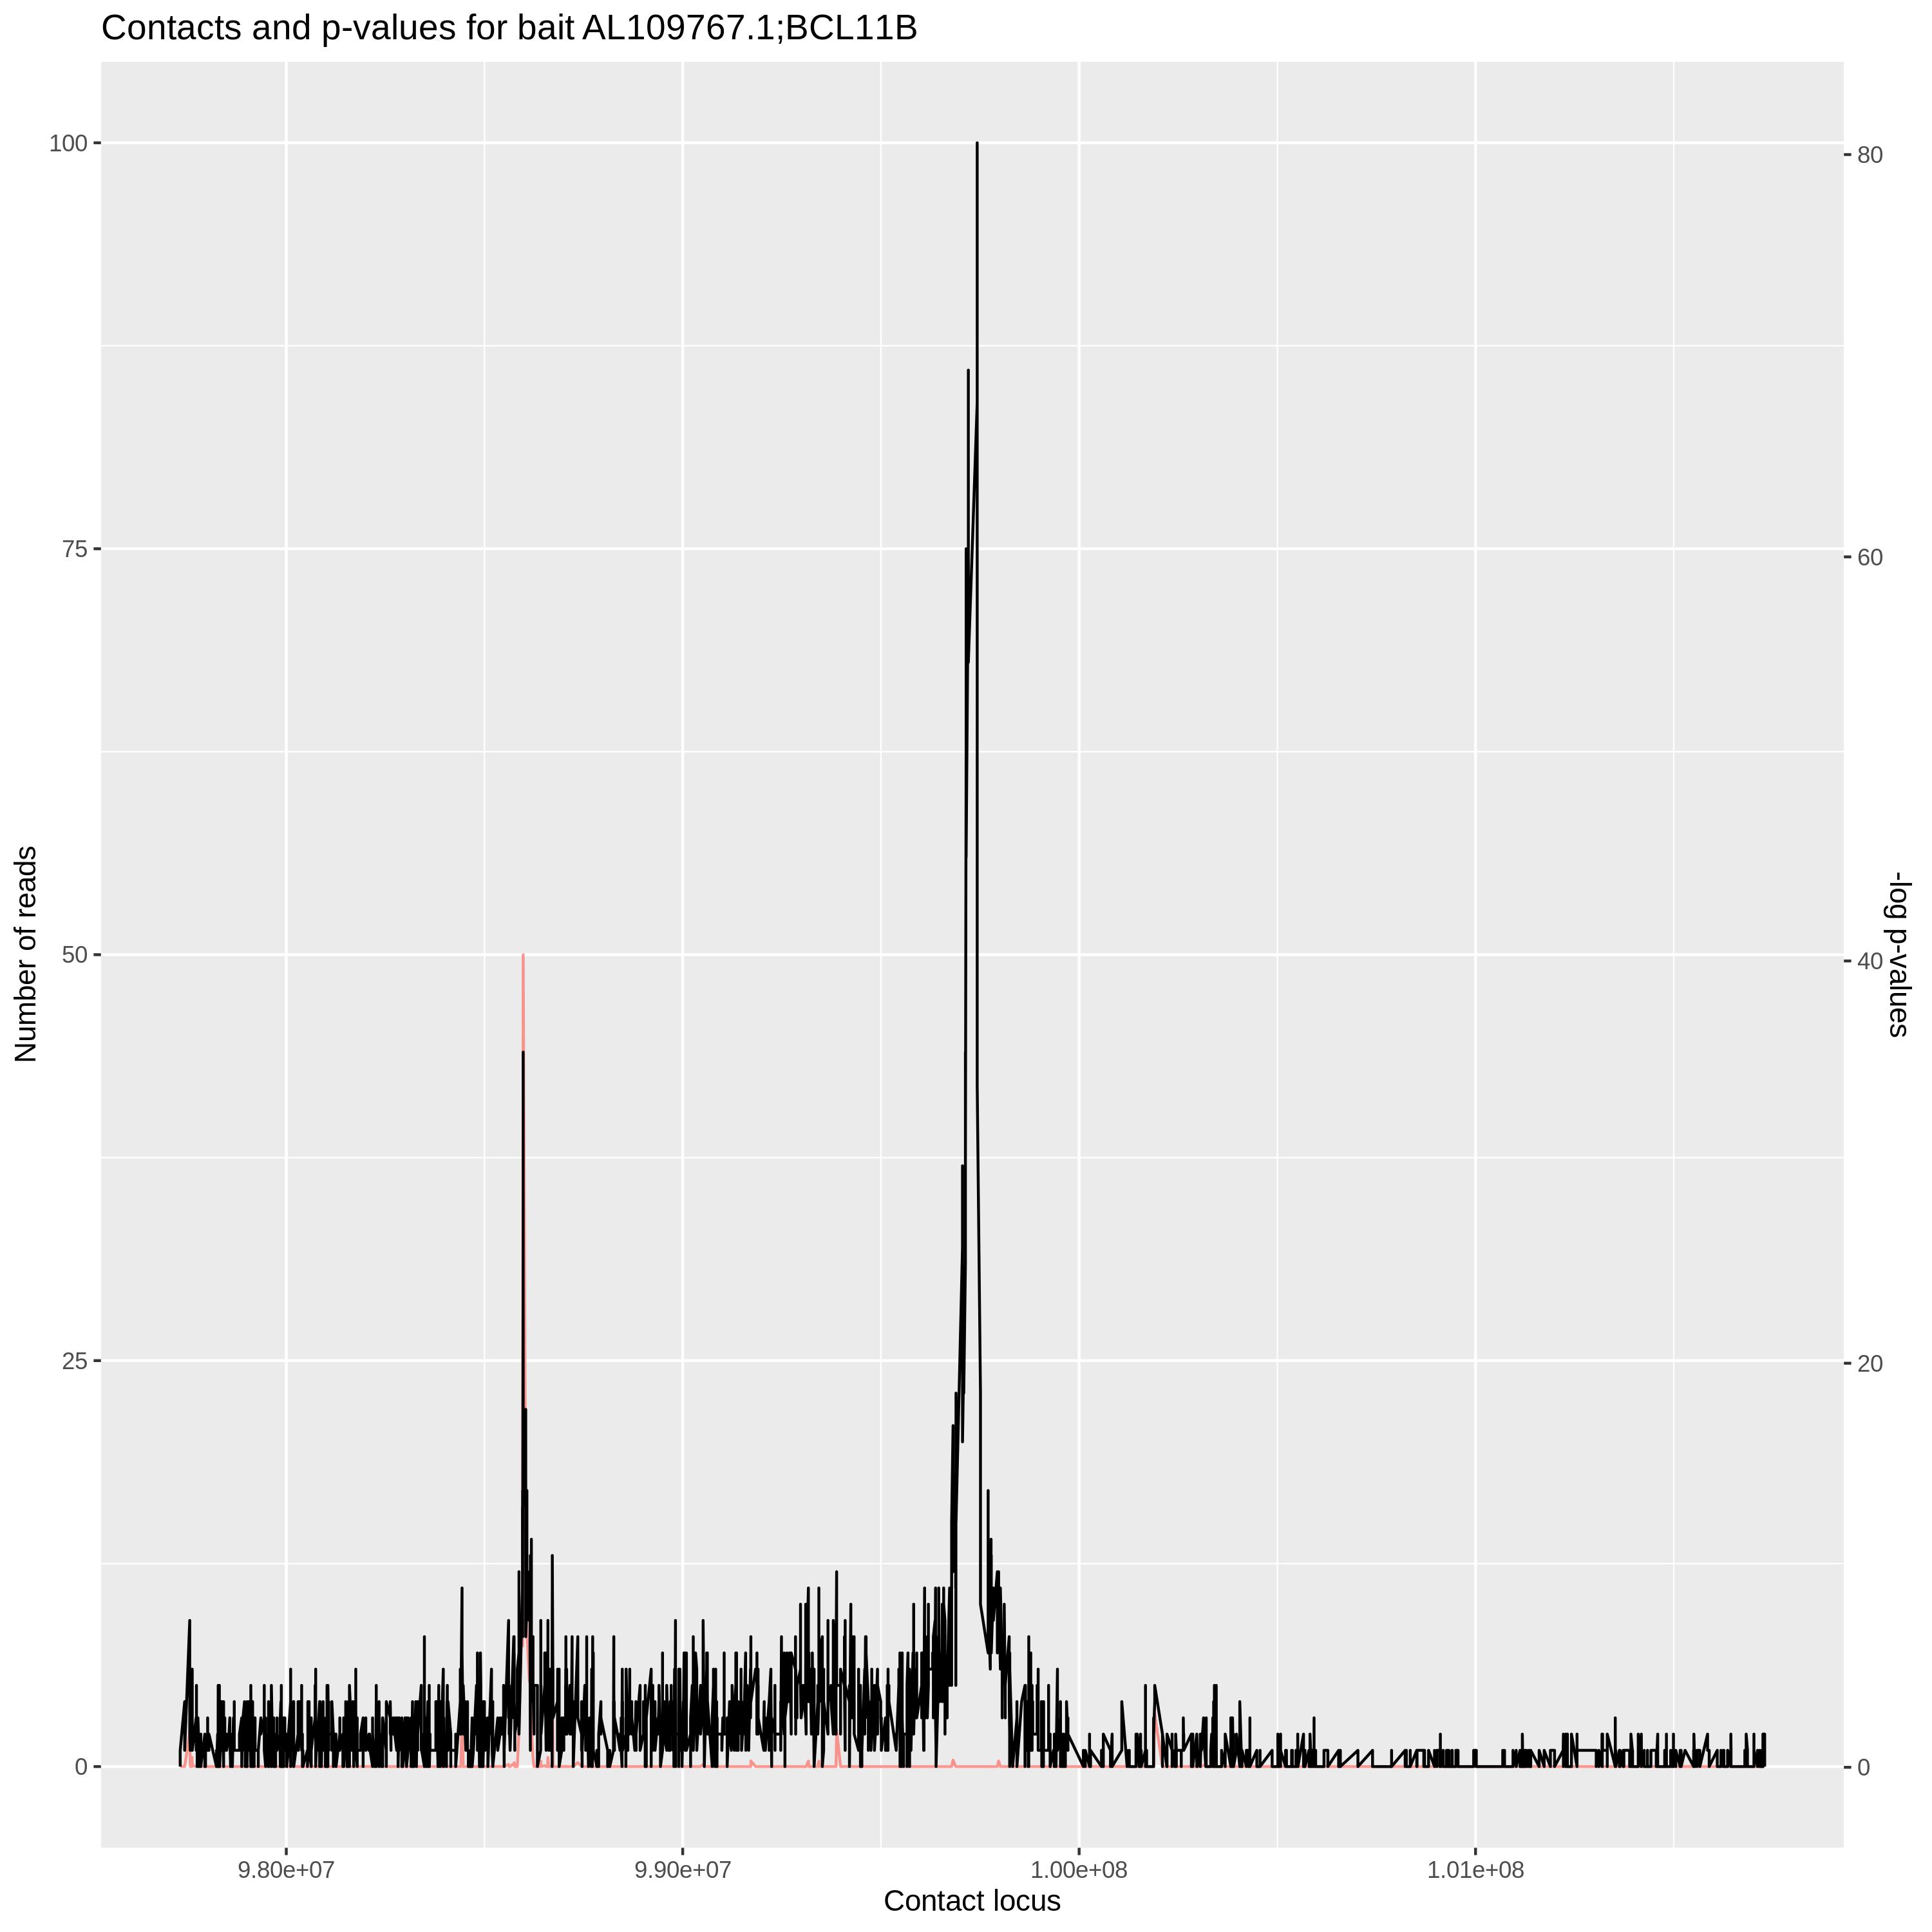 Contacts and p-values for bait AL109767.1;BCL11B
100
75
50
25
0
Number of reads
80
60
40
20
0
-log p-values
9.80e+07
9.90e+07
1.00e+08
1.01e+08
Contact locus